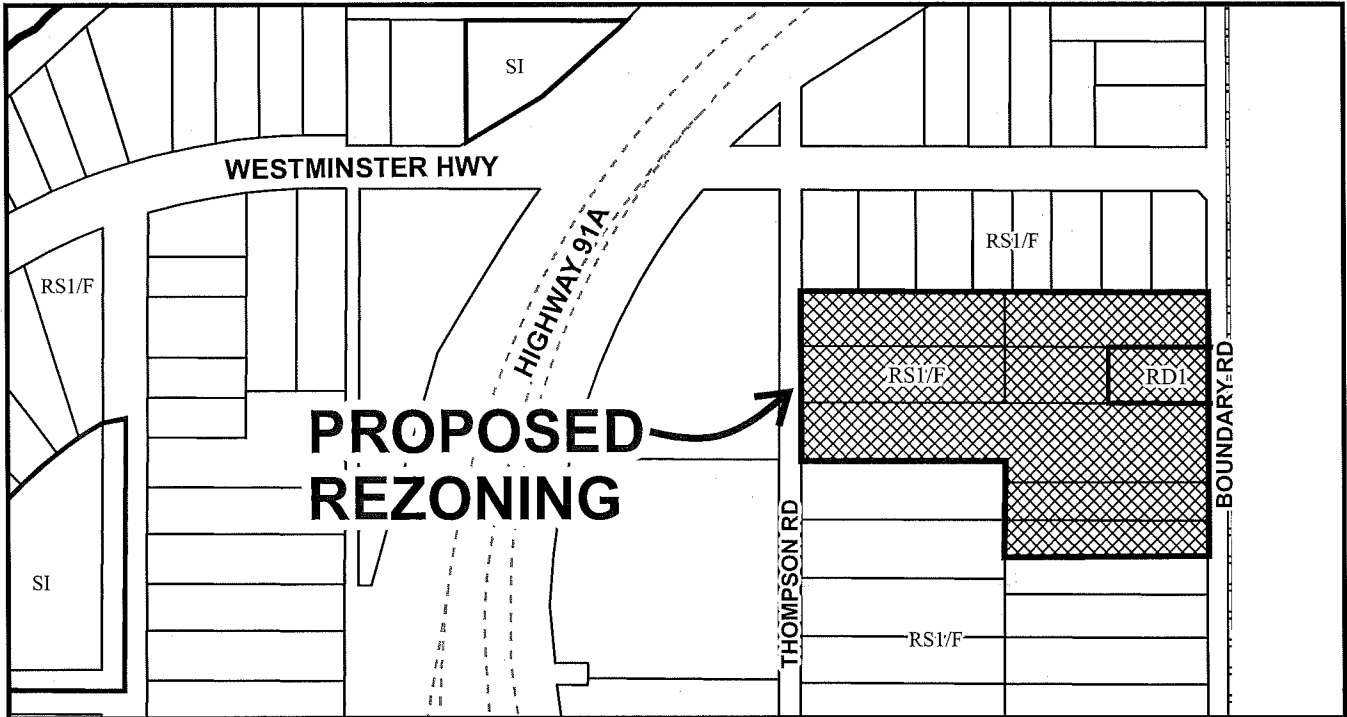 SI
WESTMINSTER HWY
RS1/F
RS1/F
HIGHWAY 91A
RS1/F
RD1
BOUNDARY RD
PROPOSED
REZONING
THOMPSON RD
SI
RS1/F